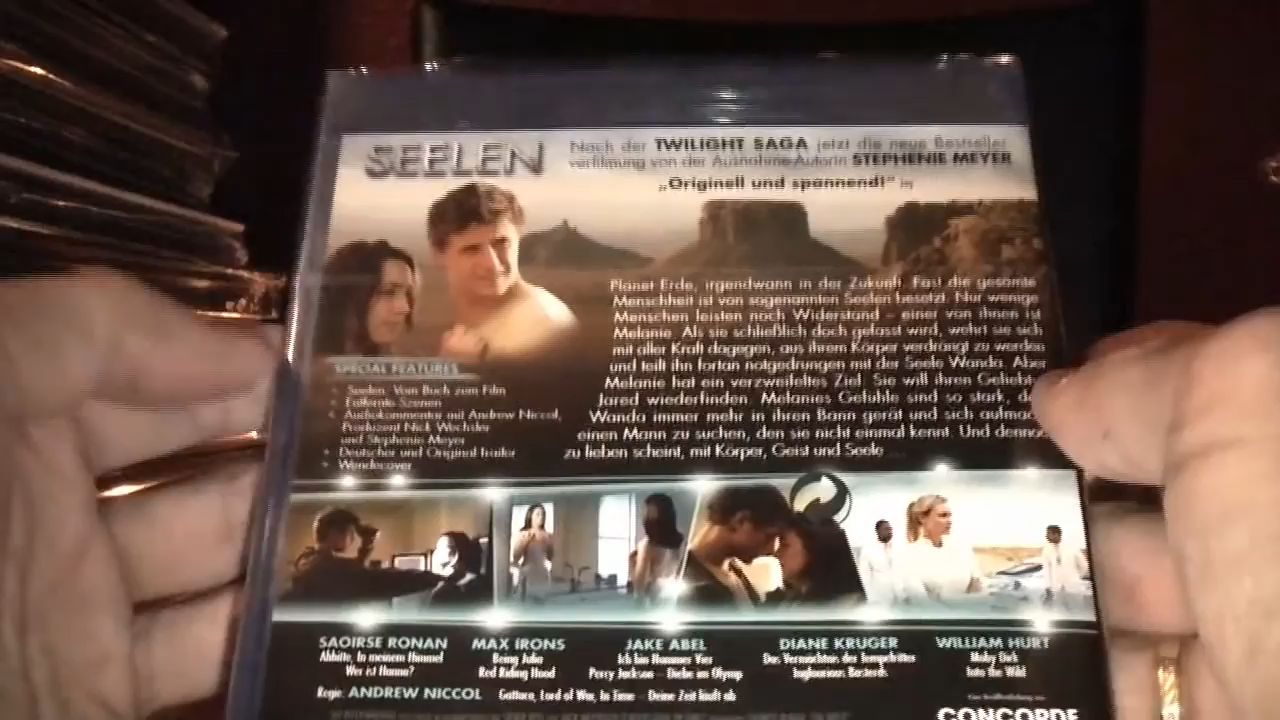 SEELEN
Nach der TWILIGHT SAGA jetzt die neue Bestseller
verfilmung von der Ausnahme-Autorin STEPHENIE MEYER
„Originell und spannend!“
Planet Erde, irgendwann in der Zukunft. Fast die gesamte
Menschheit ist von sogenannten Seelen besetzt. Nur wenige
Menschen leisten noch Widerstand – einer von ihnen ist
Melanie. Als sie schließlich doch gefasst wird, wehrt sie sich
mit aller Kraft dagegen, aus ihrem Körper verdrängt zu werden
und teilt ihn fortan notgedrungen mit der Seele Wanda. Aber
Melanie hat ein verzweifeltes Ziel: Sie will ihren Geliebte
Jared wiederfinden. Melanies Gefühle sind so stark, da
Wanda immer mehr in ihren Bann gerät und sich aufmac
einen Mann zu suchen, den sie nicht einmal kennt. Und denno
zu lieben scheint, mit Körper, Geist und Seele ...
SPECIAL FEATURES
• Seelen: Vom Buch zum Film
• Entfernte Szenen
• Audiokommentar mit Andrew Niccol,
Produzent Nick Wechsler
und Stephenie Meyer
• Deutscher und Original-trailer
• Wendecover
SAOIRSE RONAN
Abbitte, In meinem Himmel
Wer ist Hanna?
MAX IRONS
Being Julia
Red Riding Hood
JAKE ABEL
Ich bin Nummer Vier
Percy Jackson – Diebe im Olymp
DIANE KRUGER
Das Vermächtnis des Tempelritter
Inglourious Basterds
WILLIAM HURT
Moby Dick
Into the Wild
Regie: ANDREW NICCOL Gattaca, Lord of War, In Time – Deine Zeit läuft ab
CONCORDE